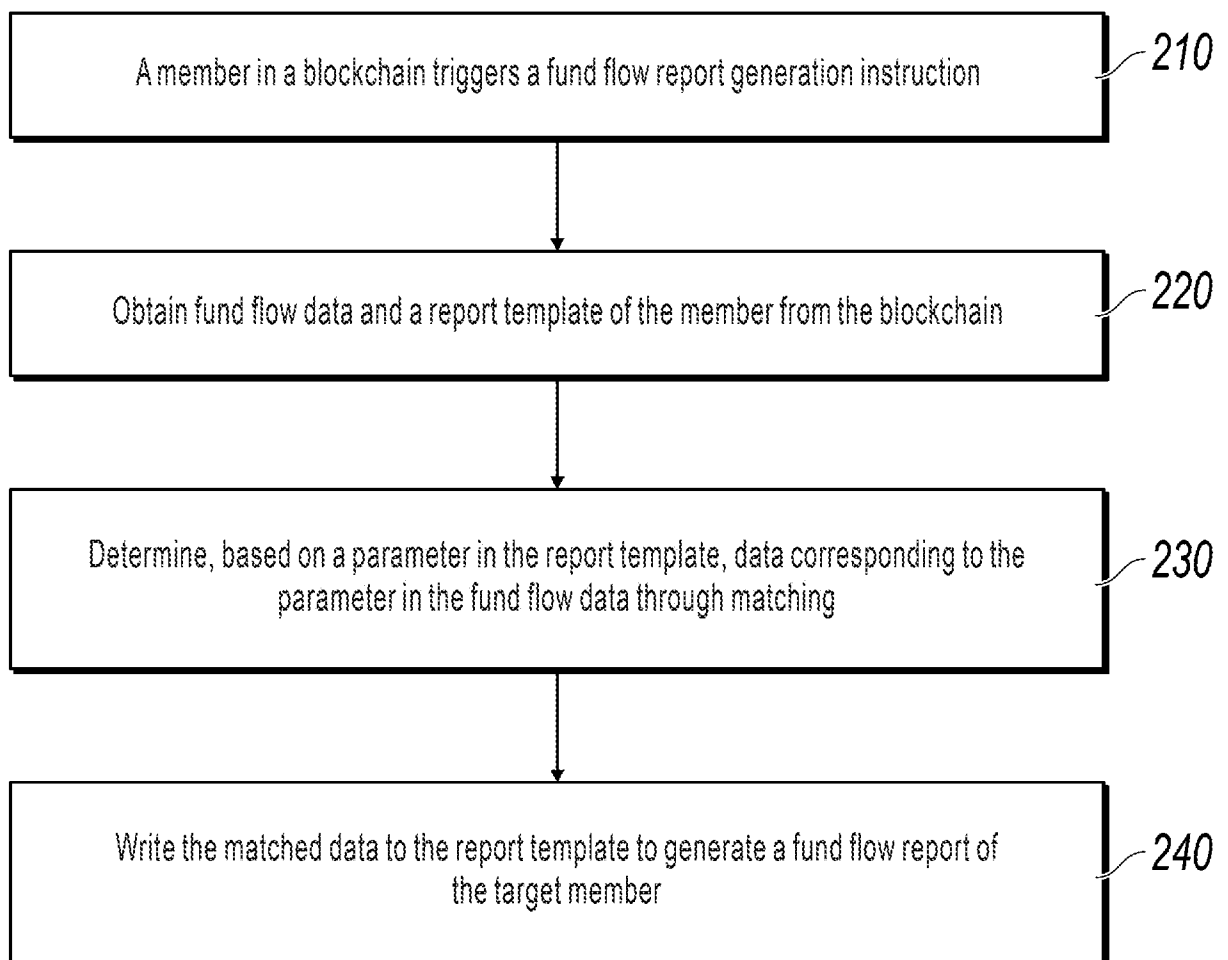 A member in a blockchain triggers a fund flow report generation instruction
210
Obtain fund flow data and a report template of the member from the blockchain
220
Determine, based on a parameter in the report template, data corresponding to the
parameter in the fund flow data through matching
230
Write the matched data to the report template to generate a fund flow report of
the target member
240